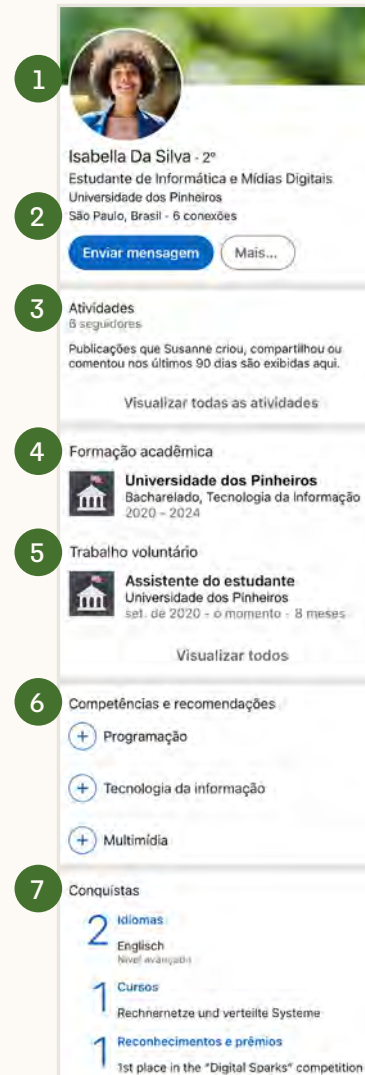 1
Isabella Da Silva - 2º
Estudante de Informática e Mídias Digitais
Universidade dos Pinheiros
2
São Paulo, Brasil - 6 conexões
Enviar mensagem
Mais...
3
Atividades
6 seguidores
Publicações que Susanne criou, compartilhou ou
comentou nos últimos 90 dias são exibidas aqui.
Visualizar todas as atividades
4
Formação acadêmica
Universidade dos Pinheiros
Bacharelado, Tecnologia da Informação
2020 - 2024
5
Trabalho voluntário
Assistente do estudante
Universidade dos Pinheiros
set. de 2020 - o momento - 8 meses
Visualizar todos
6
Competências e recomendações
+ Programação
+ Tecnologia da informação
+ Multimídia
7
Conquistas
2 Idiomas
Englisch
Nível avançado
1 Cursos
Rechnernetze und verteilte Systeme
1 Reconhecimentos e prêmios
1st place in the "Digital Sparks" competition